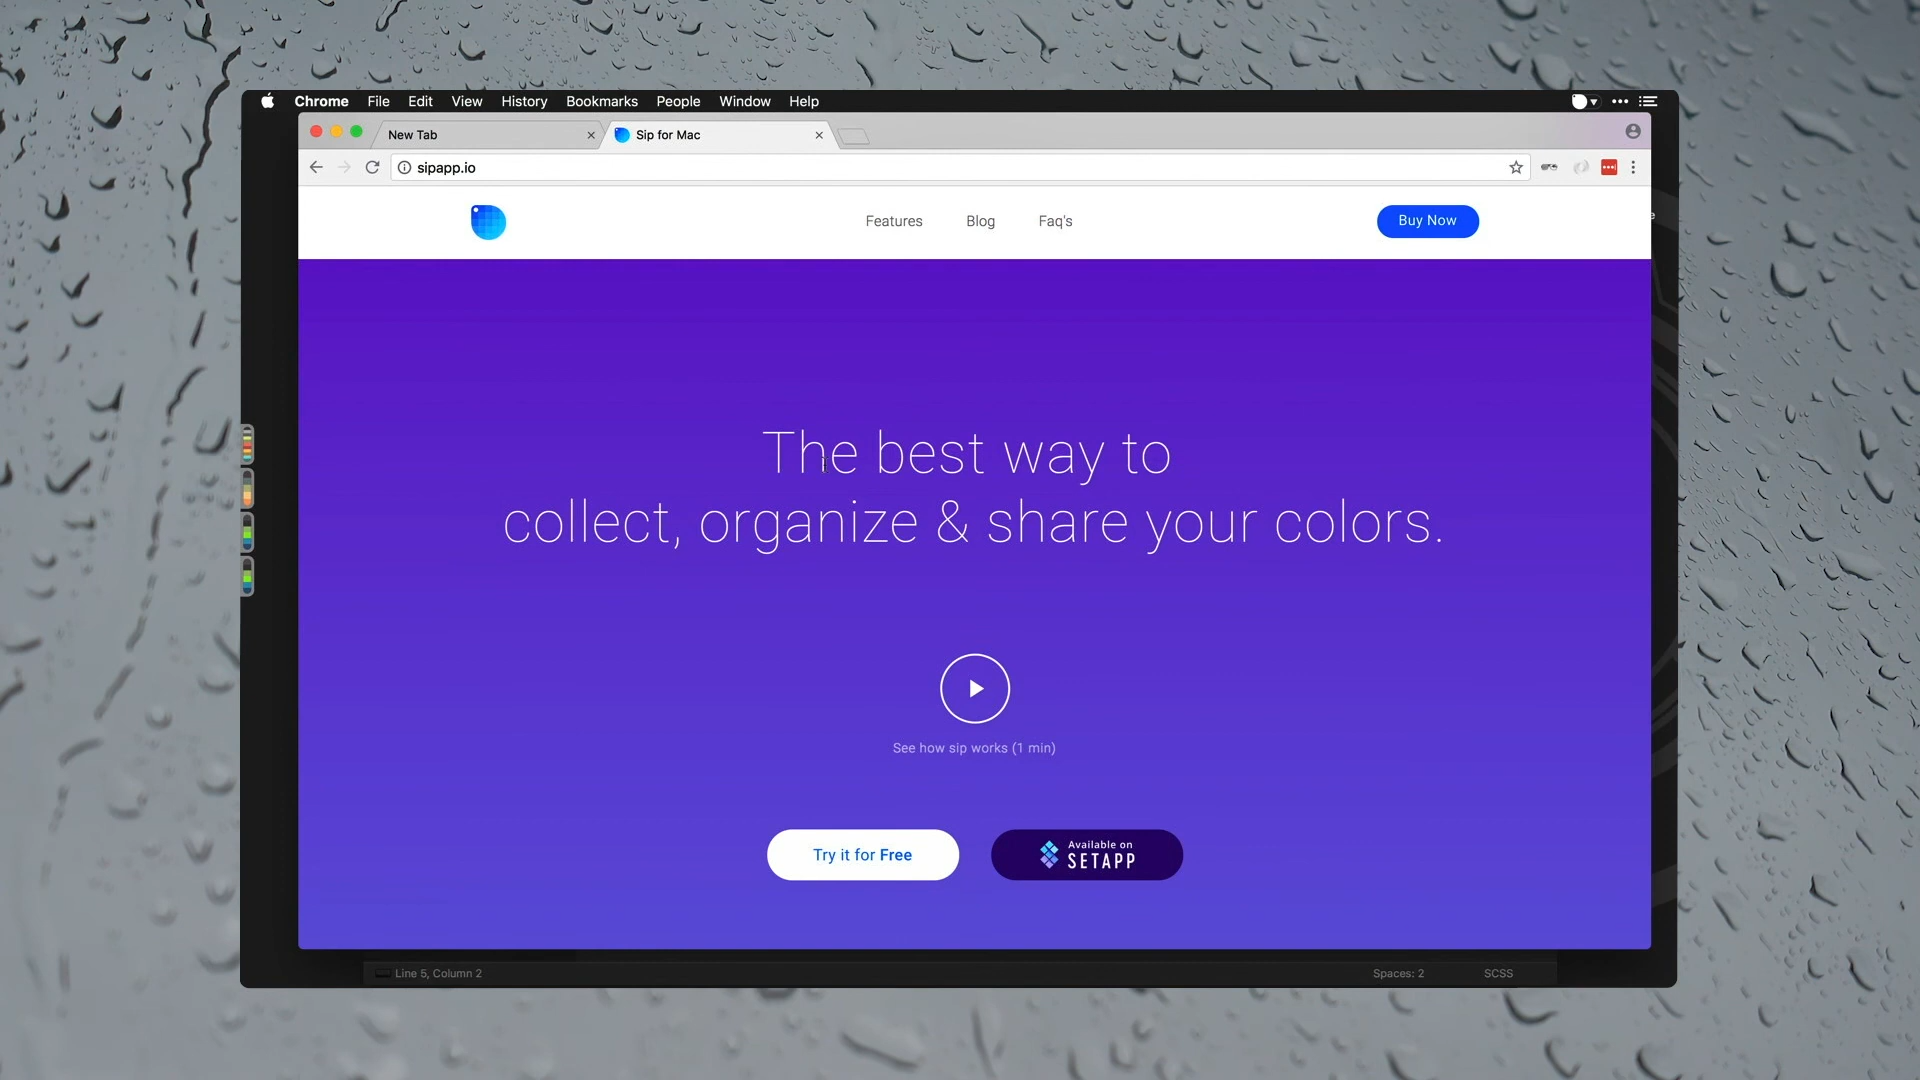 Chrome File Edit View History Bookmarks People Window Help
New Tab
Sip for Mac
sipapp.io
Features Blog Faq's
Buy Now
The best way to
collect, organize & share your colors.
See how sip works (1 min)
Try it for Free
Available on
SETAPP
Line 5, Column 2
Spaces: 2
SCSS